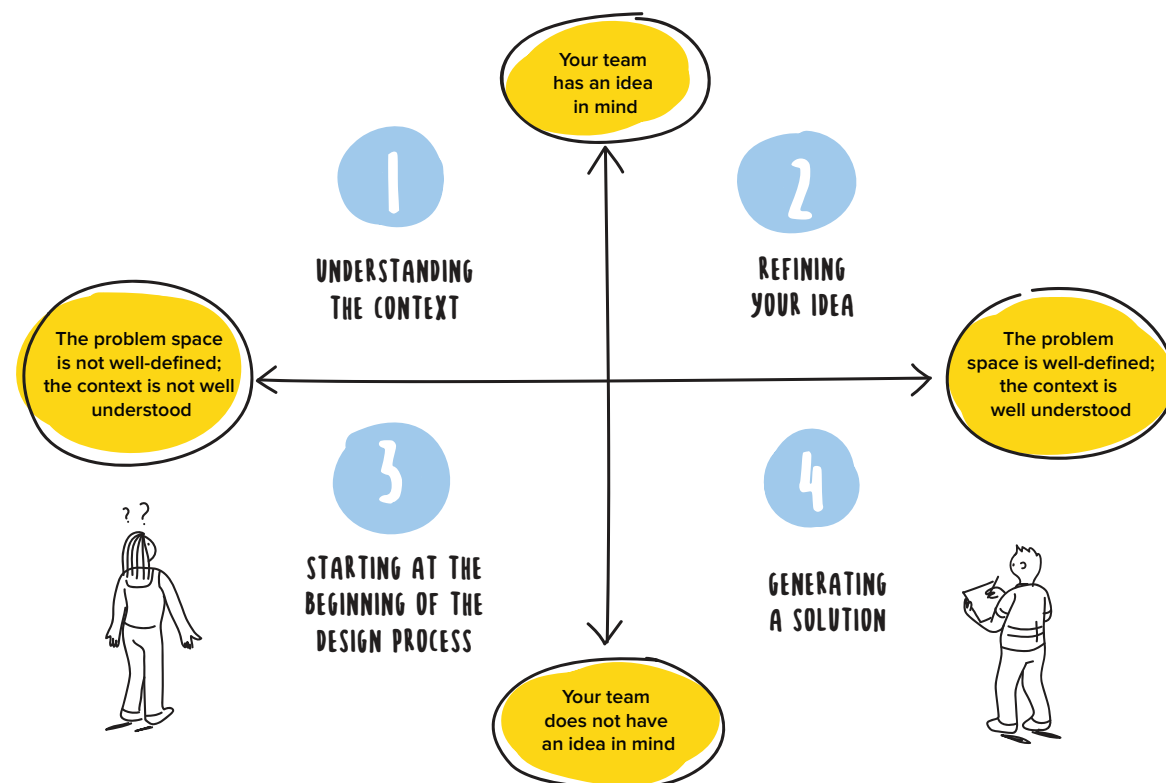 Your team
has an idea
in mind
1
2
UNDERSTANDING
THE CONTEXT
REFINING
YOUR IDEA
The problem space
is not well-defined;
the context is not well
understood
The problem
space is well-defined;
the context is
well understood
3
4
? ?
STARTING AT THE
BEGINNING OF THE
DESIGN PROCESS
GENERATING
A SOLUTION
Your team
does not have
an idea in mind